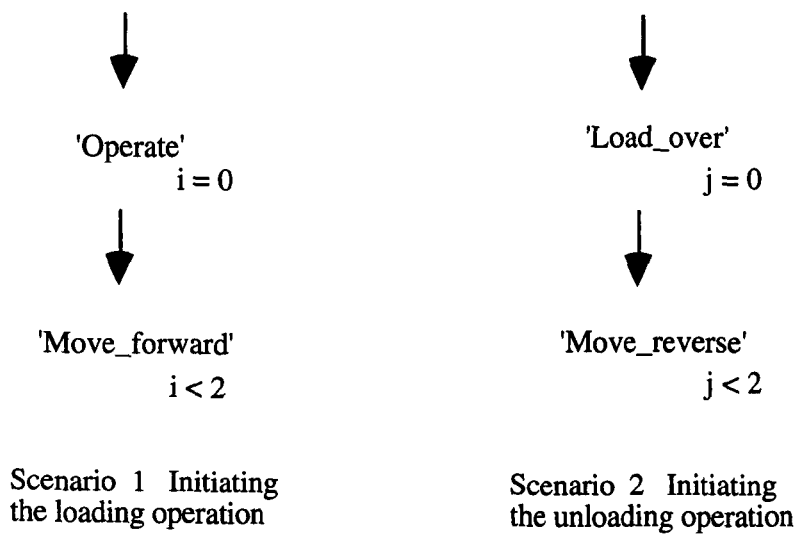 'Operate'
i = 0
'Move_forward'
i < 2
Scenario 1 Initiating
the loading operation
'Load_over'
j = 0
'Move_reverse'
j < 2
Scenario 2 Initiating
the unloading operation